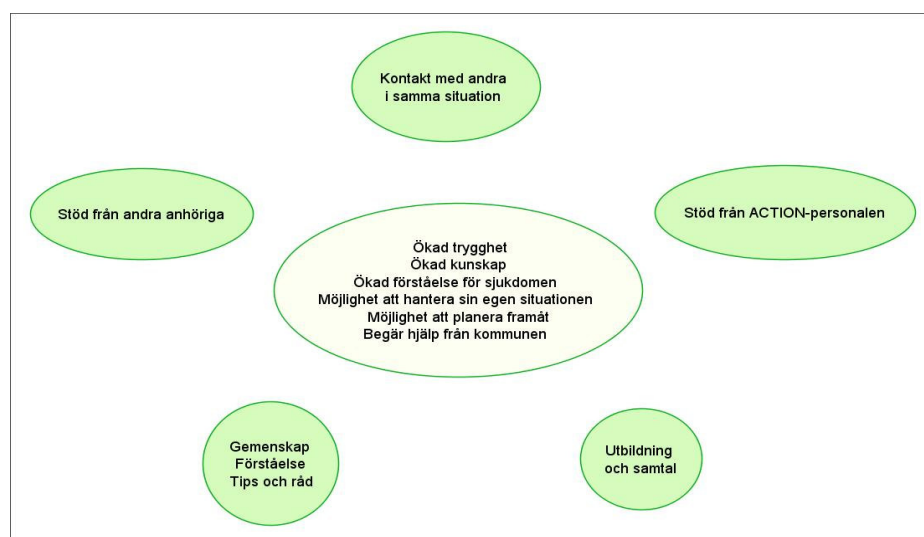 Kontakt med andra
i samma situation
Stöd från andra anhöriga
Stöd från ACTION-personalen
Ökad trygghet
Ökad kunskap
Ökad förståelse för sjukdomen
Möjlighet att hantera sin egen situationen
Möjlighet att planera framåt
Begär hjälp från kommunen
Gemenskap
Förståelse
Tips och råd
Utbildning
och samtal